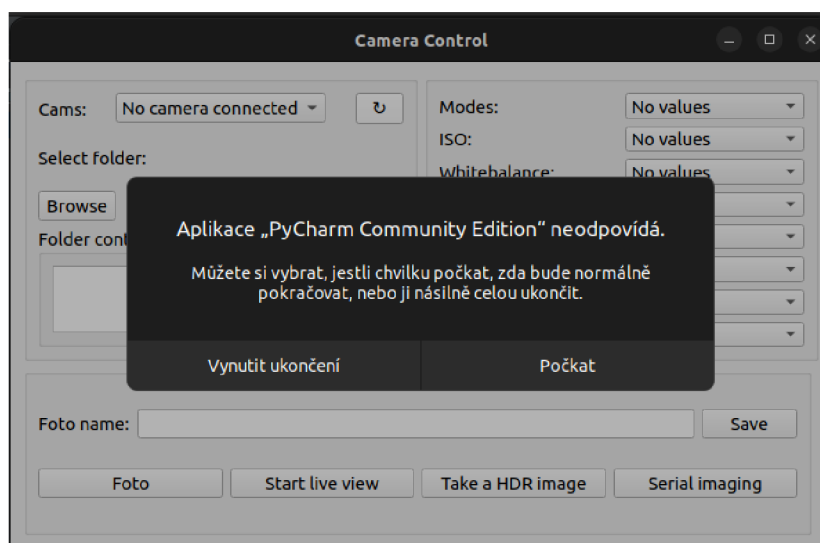 Camera Control
Cams:
No camera connected
Select folder:
Browse
Modes:
No values
ISO:
No values
Whitebalance:
No values
Aplikace „PyCharm Community Edition“ neodpovídá.
Můžete si vybrat, jestli chvilku počkat, zda bude normálně
pokračovat, nebo ji násilně celou ukončit.
Vynutit ukončení
Počkat
Foto name:
Save
Foto
Start live view
Take a HDR image
Serial imaging